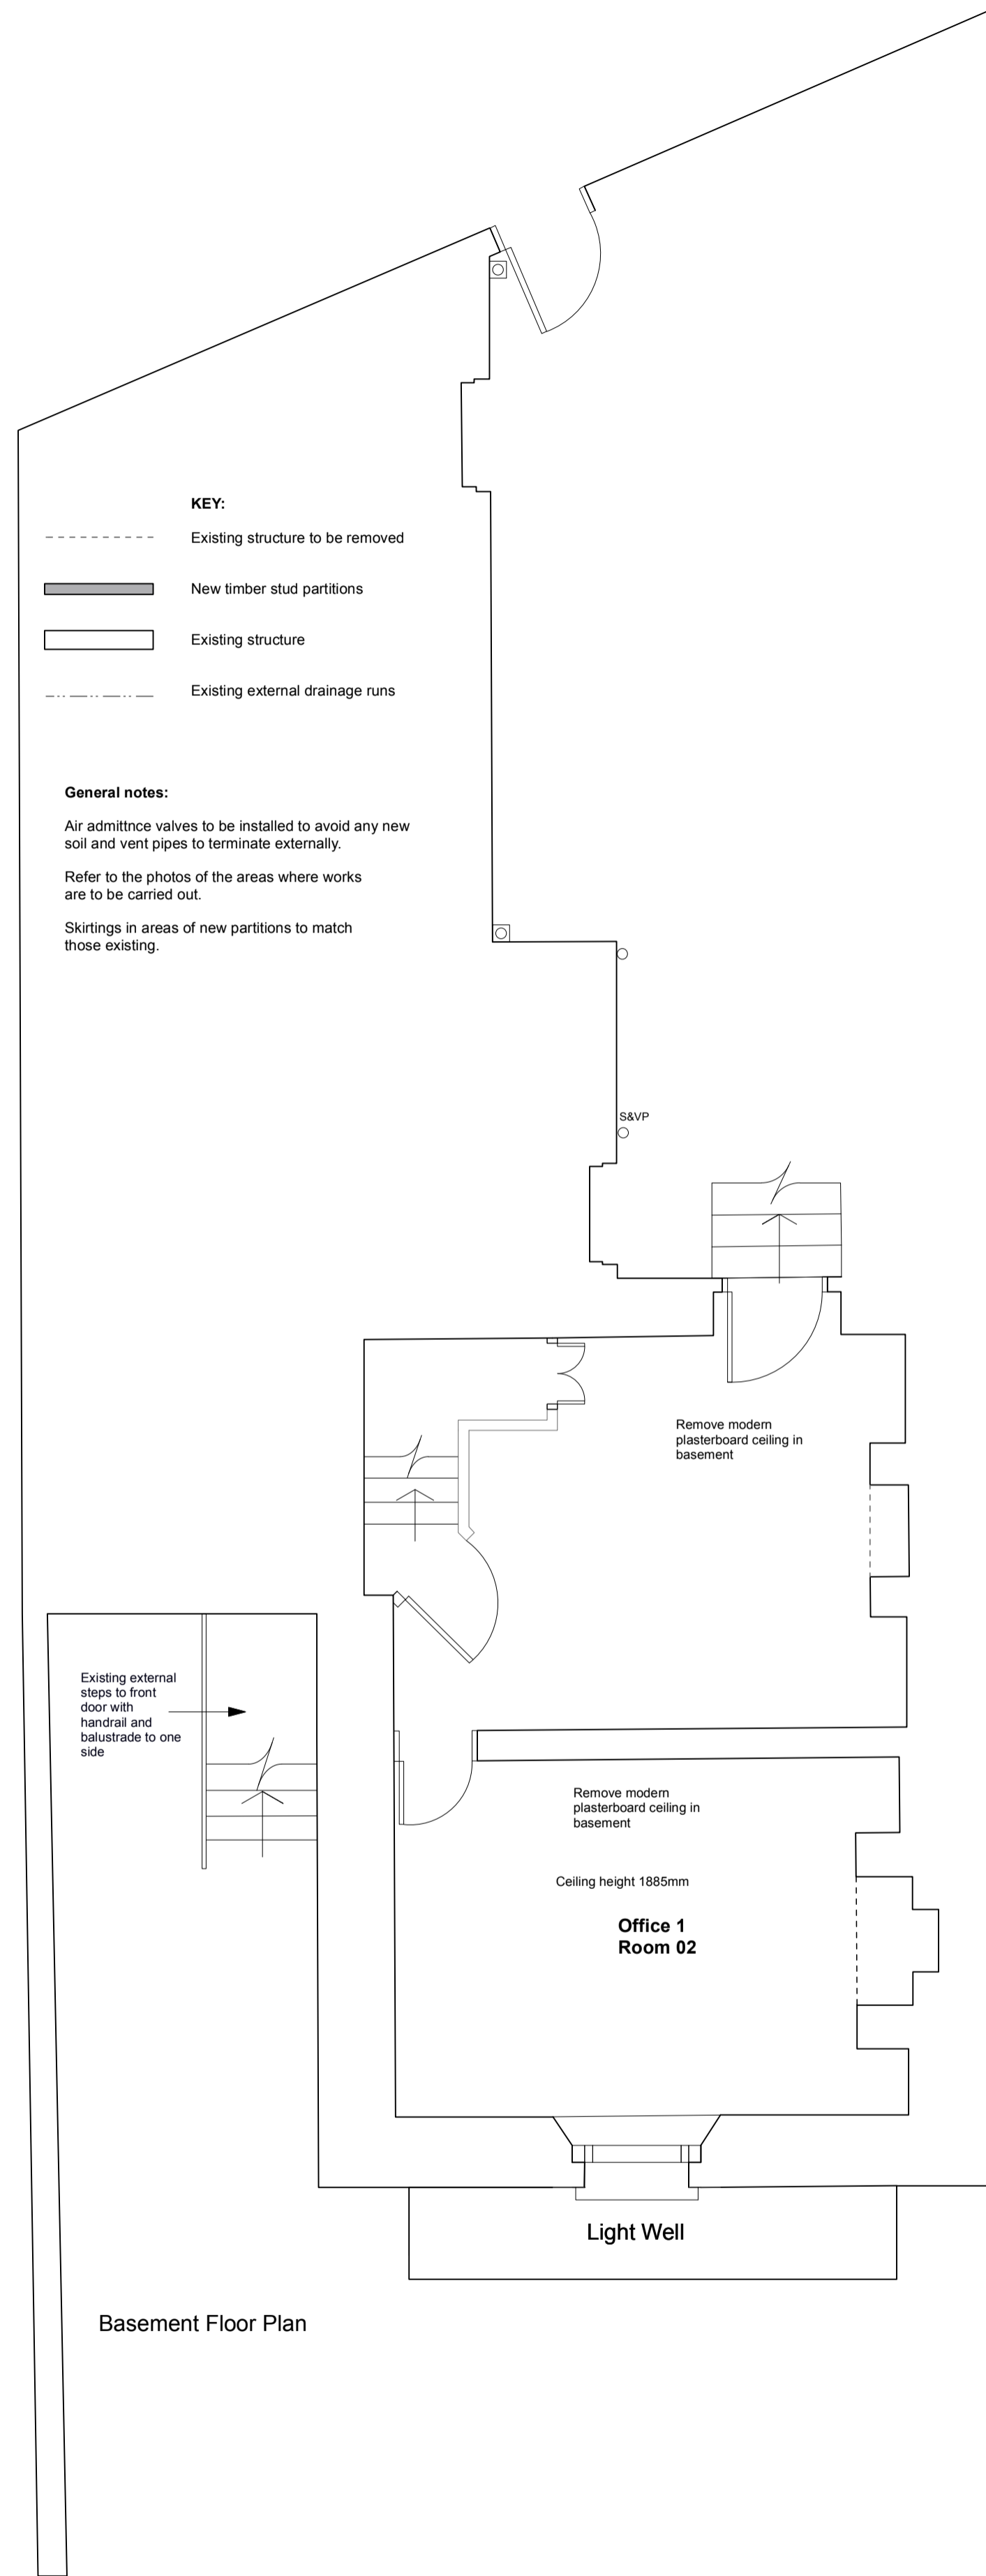 KEY:
Existing structure to be removed
New timber stud partitions
Existing structure
Existing external drainage runs
General notes:
Air admittnce valves to be installed to avoid any new
soil and vent pipes to terminate externally.
Refer to the photos of the areas where works
are to be carried out.
Skirtings in areas of new partitions to match
those existing.
S&VP
Remove modern
plasterboard ceiling in
basement
Existing external
steps to front
door with
handrail and
balustrade to one
side
Remove modern
plasterboard ceiling in
basement
Ceiling height 1885mm
Office 1
Room 02
Light Well
Basement Floor Plan